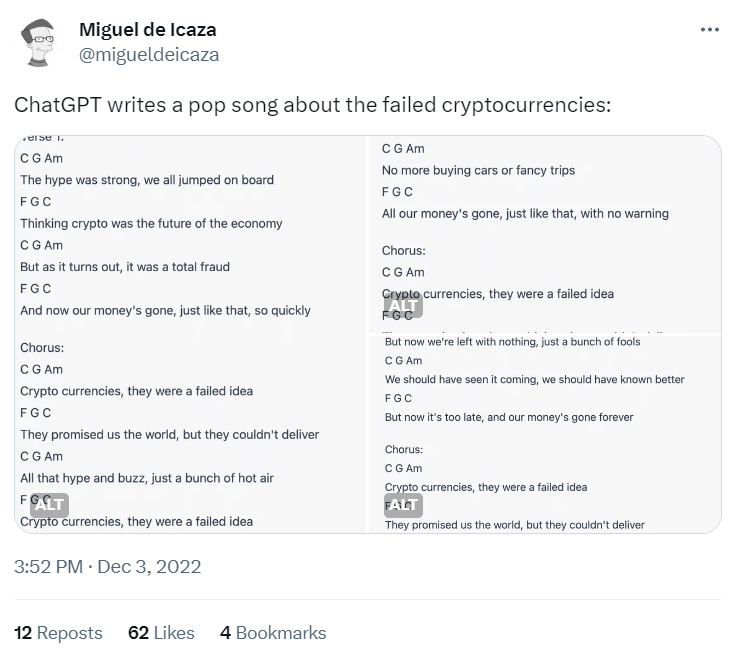 Miguel de Icaza
@migueldeicaza
ChatGPT writes a pop song about the failed cryptocurrencies:
verse 1:
C G Am
The hype was strong, we all jumped on board
F G C
Thinking crypto was the future of the economy
C G Am
But as it turns out, it was a total fraud
F G C
And now our money's gone, just like that, so quickly
Chorus:
C G Am
Crypto currencies, they were a failed idea
F G C
They promised us the world, but they couldn't deliver
C G Am
All that hype and buzz, just a bunch of hot air
F G C
ALT
Crypto currencies, they were a failed idea
C G Am
No more buying cars or fancy trips
F G C
All our money's gone, just like that, with no warning
Chorus:
C G Am
Crypto currencies, they were a failed idea
ALT
F G C
But now we're left with nothing, just a bunch of fools
C G Am
We should have seen it coming, we should have known better
F G C
But now it's too late, and our money's gone forever
Chorus:
C G Am
Crypto currencies, they were a failed idea
F G C
ALT
They promised us the world, but they couldn't deliver
3:52 PM · Dec 3, 2022
12 Reposts 62 Likes 4 Bookmarks